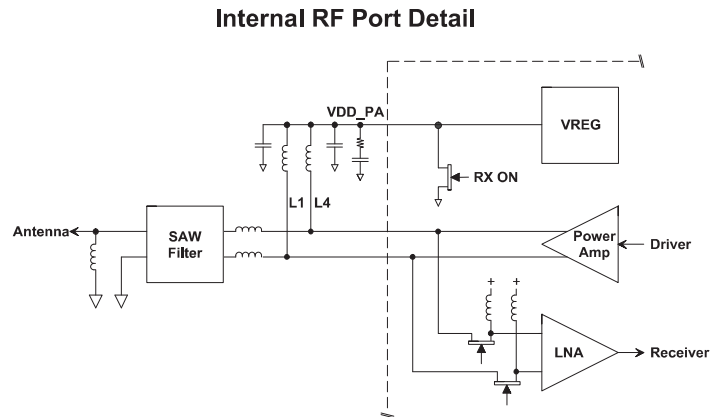 Internal RF Port Detail
VDD_PA
VREG
RX ON
L1
L4
Antenna
SAW
Filter
Power
Amp
Driver
+
+
LNA
Receiver